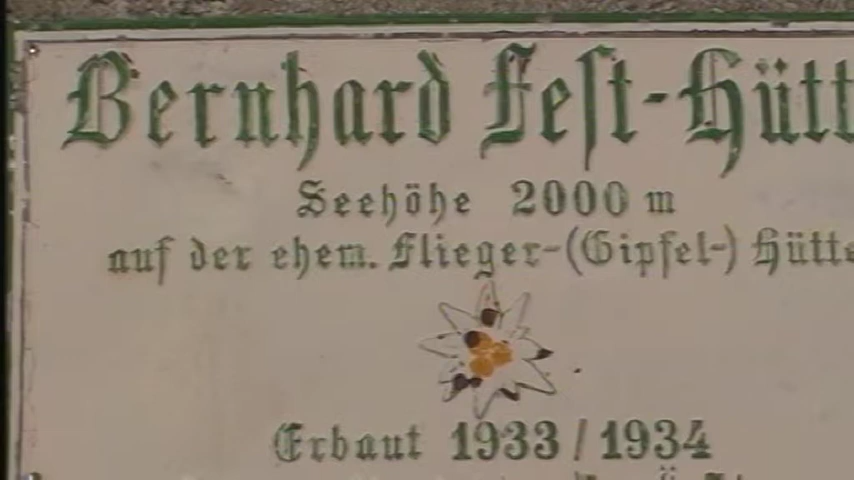 Bernhard Fest-Hütt
Seehöhe 2000 m
auf der ehem. Flieger-(Gipfel-) Hütte
Erbaut 1933/1934